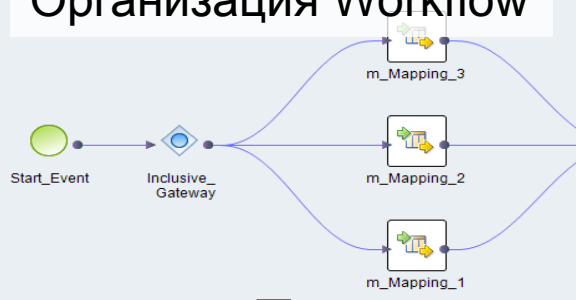 Организация Workflow
m_Mapping_3
Start_Event
Inclusive_
Gateway
m_Mapping_2
m_Mapping_1